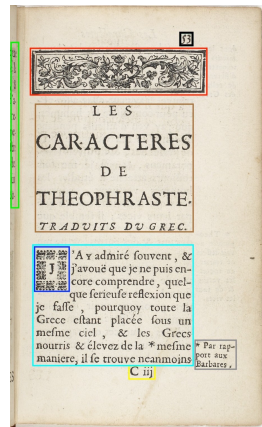 53
LES
CARACTERES
DE
THEOPHRASTE.
TRADUITS DU GREC.
J'Ay admiré souvent, &
j'avouë que je ne puis en-
core comprendre, quel-
que serieuse reflexion que
je fasse, pourquoy toute la
Grece estant placée sous un
mesme ciel, & les Grecs
nourris & élevez de la * mesme
maniere, il se trouve neanmoins
* Par rap-
port aux
Barbares.
C iij